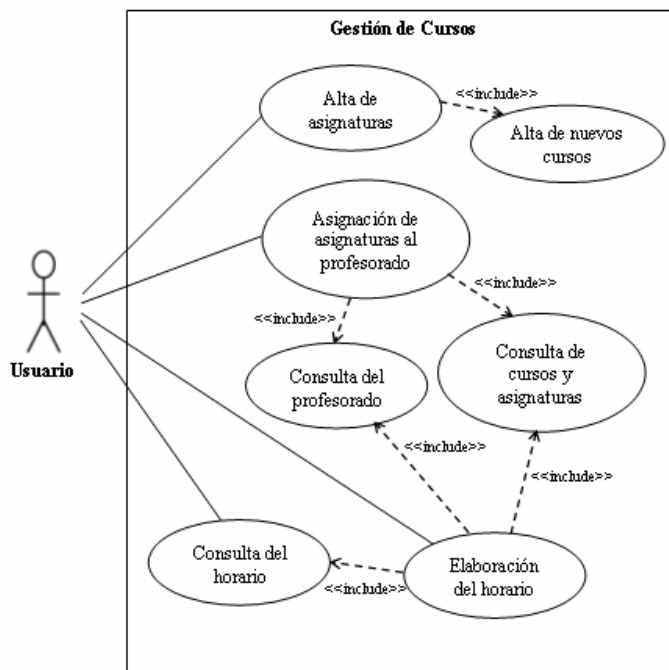 Gestión de Cursos
Alta de
asignaturas
<<include>>
Alta de nuevos
cursos
Asignación de
asignaturas al
profesorado
<<include>>
<<include>>
Usuario
Consulta del
profesorado
Consulta de
cursos y
asignaturas
<<include>>
<<include>>
Consulta del
horario
<<include>>
Elaboración
del horario